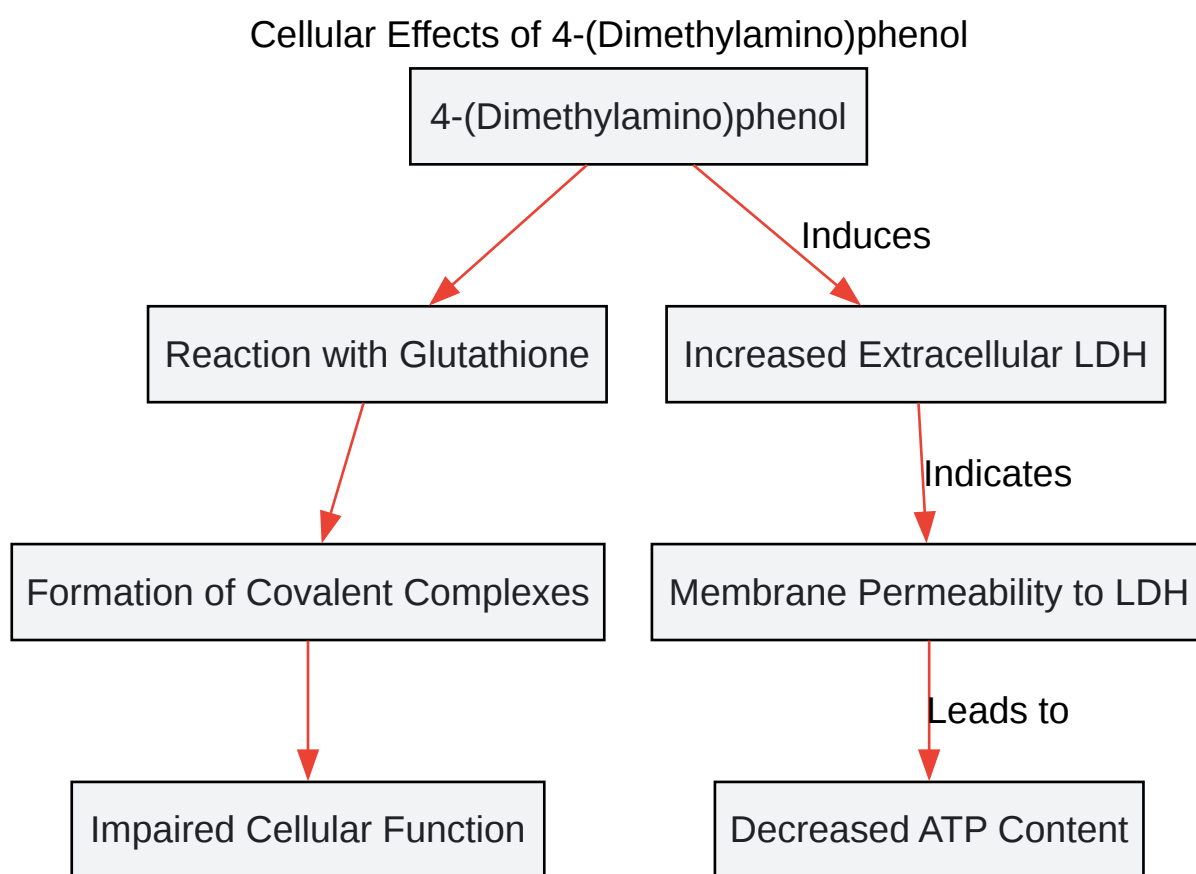 Cellular Effects of 4-(Dimethylamino)phenol
4-(Dimethylamino)phenol
Induces
Reaction with Glutathione
Increased Extracellular LDH
Indicates
Formation of Covalent Complexes
Membrane Permeability to LDH
Leads to
Impaired Cellular Function
Decreased ATP Content